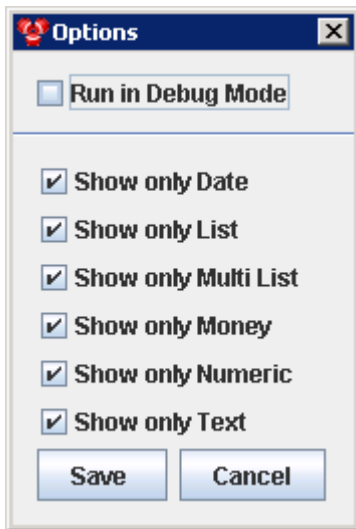 Options
Run in Debug Mode
Show only Date
Show only List
Show only Multi List
Show only Money
Show only Numeric
Show only Text
Save Cancel